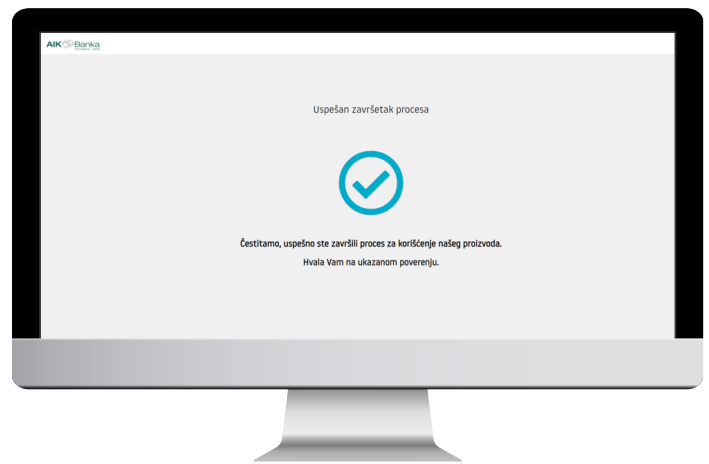 AIK Banka
Uspešan završetak procesa
Čestitamo, uspešno ste završili proces za korišćenje našeg proizvoda.
Hvala Vam na ukazanom poverenju.